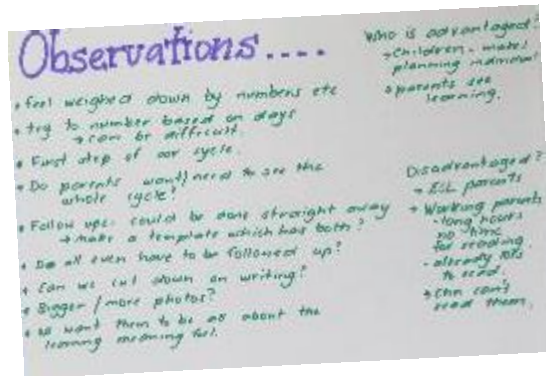 Observations....
• Feel weighed down by numbers etc
• try to number based on days
→ can be difficult.
• First step of our cycle.
• Do parents want/need to see the
whole cycle?
• Follow ups: could be done straight away
→ make a template which has both?
• Do all even have to be followed up?
• Can we cut down on writing?
• Bigger / more photos?
• We want them to be about the
learning meaningful.
Who is advantaged?
→ Children - make
planning individual
→ parents see
learning.
Disadvantaged?
→ ESL parents
→ Working parents
- long hours
no time
for reading.
- already lots
to read.
→ Chn can't
read them.